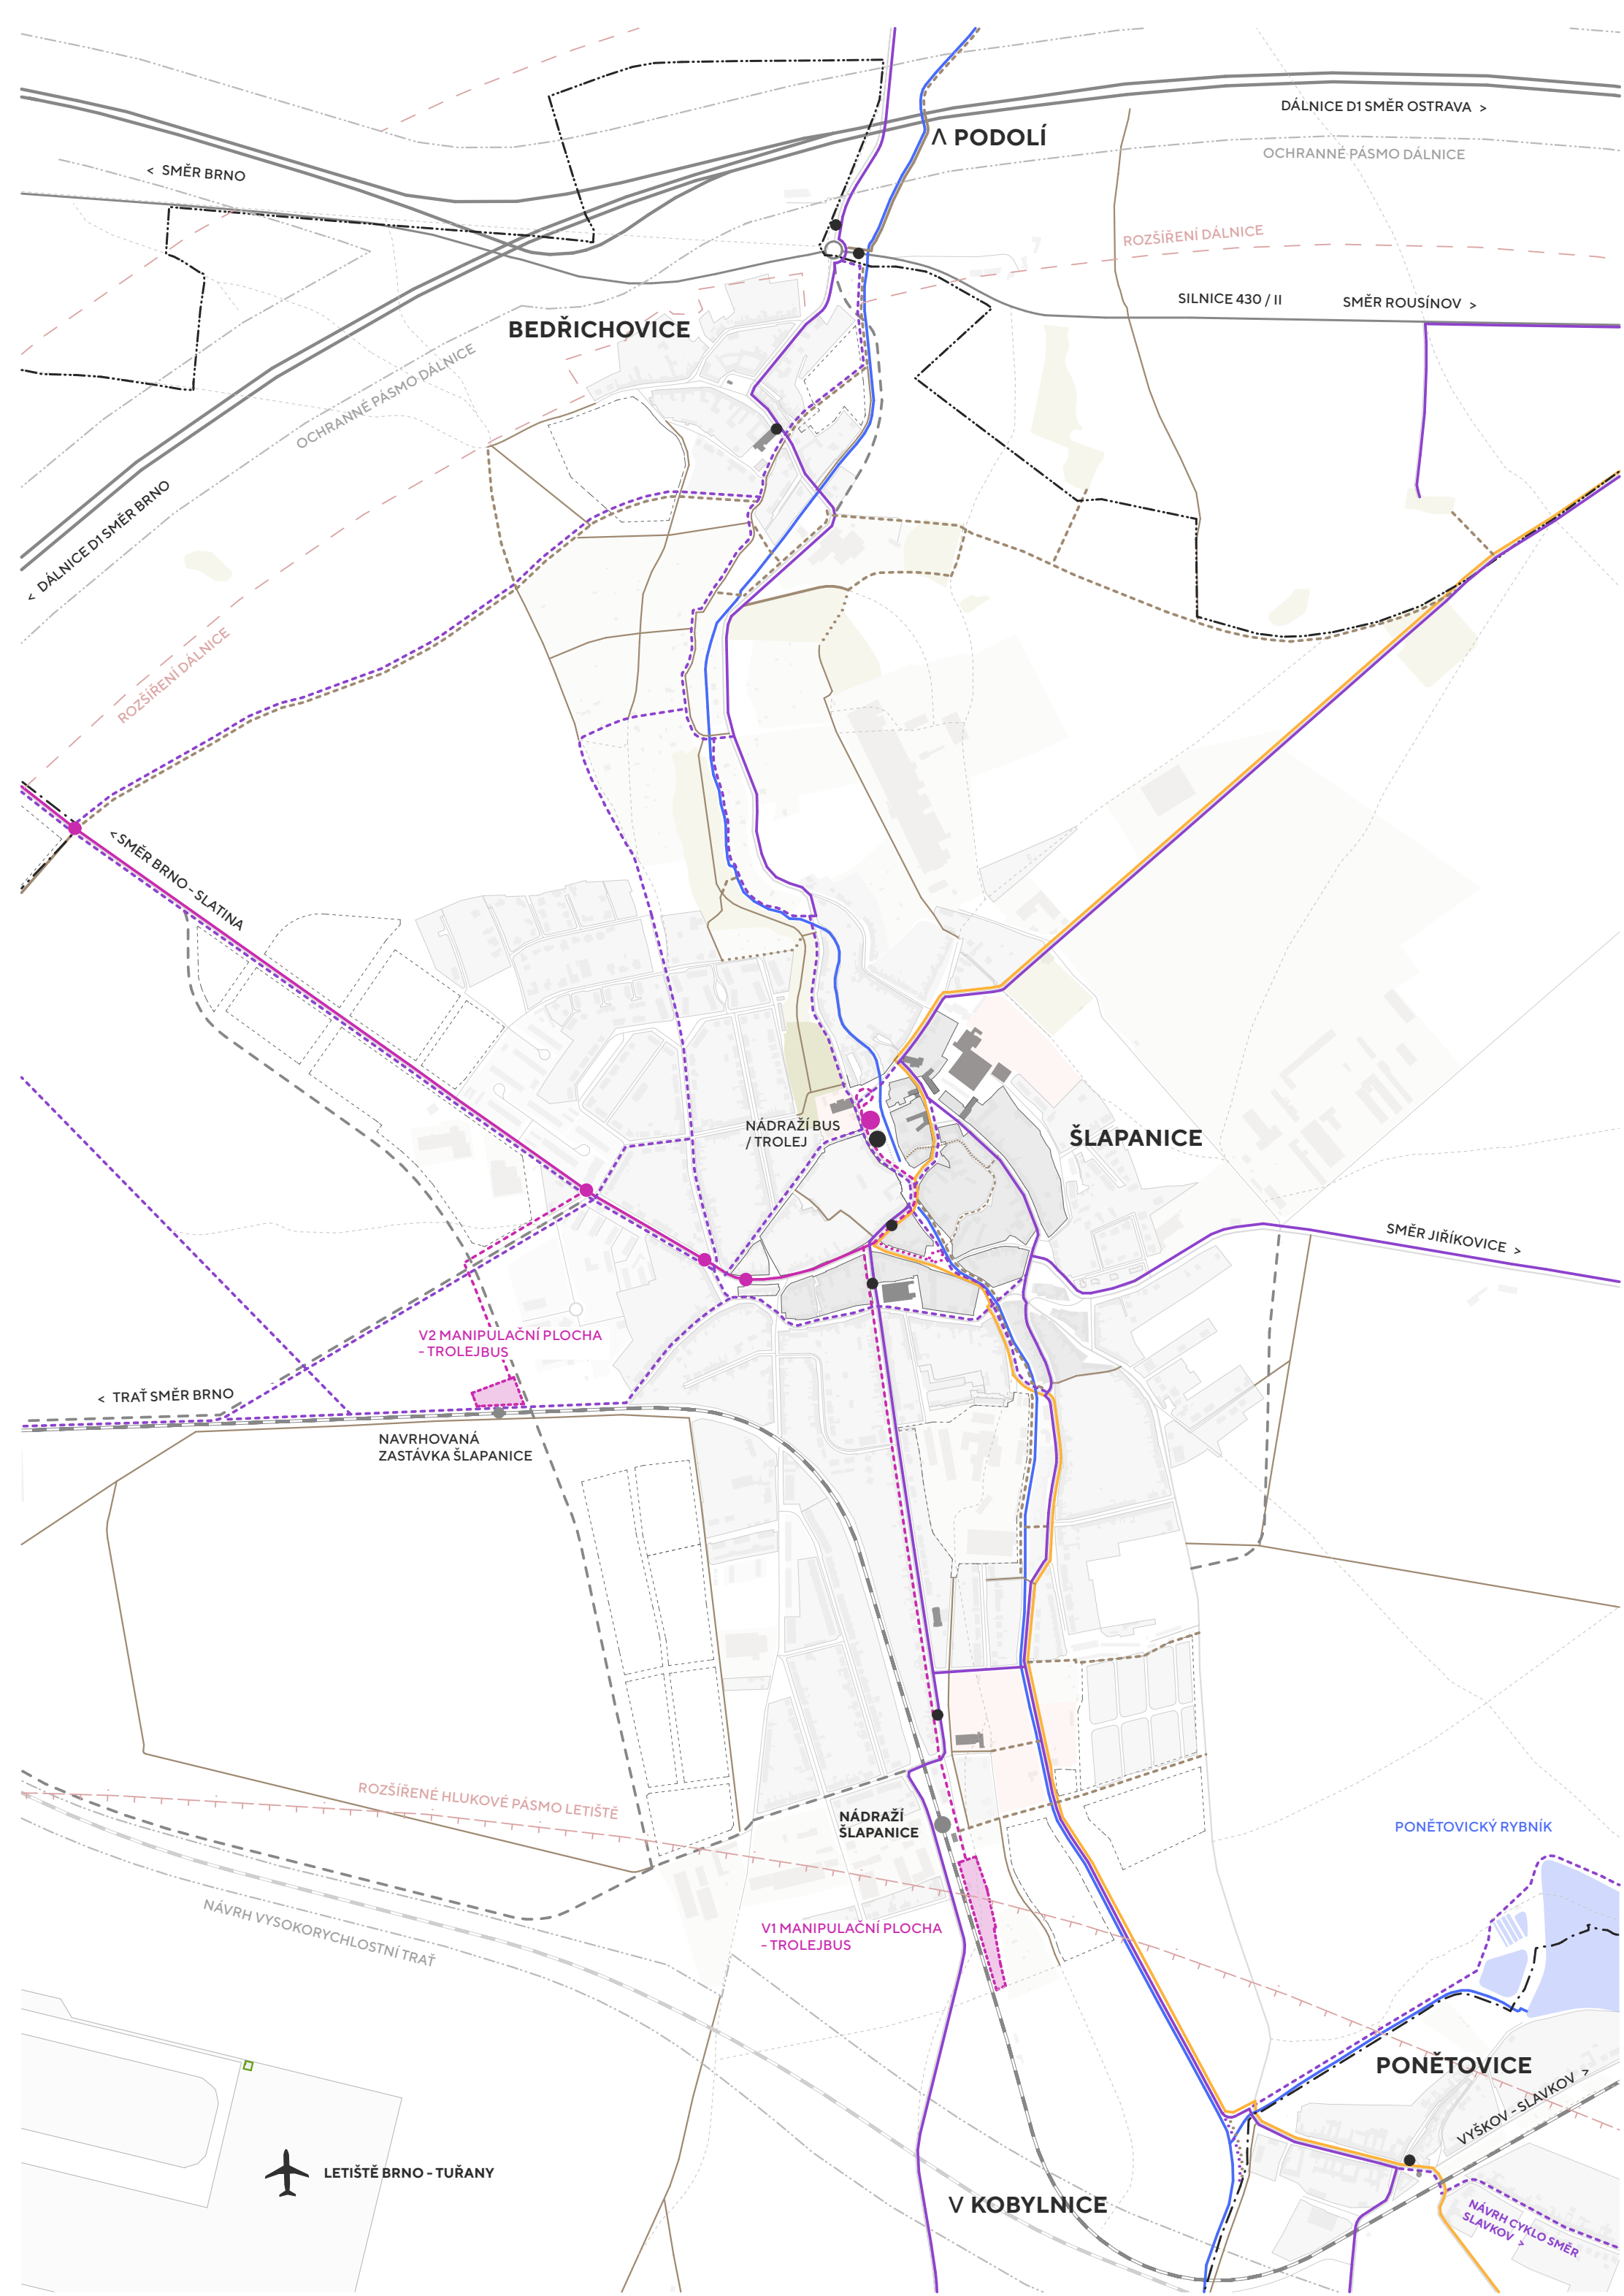 DÁLNICE D1 SMĚR OSTRAVA >
Λ PODOLÍ
OCHRANNÉ PÁSMO DÁLNICE
< SMĚR BRNO
ROZŠÍŘENÍ DÁLNICE
SILNICE 430 / II
SMĚR ROUSÍNOV >
BEDŘICHOVICE
OCHRANNÉ PÁSMO DÁLNICE
< DÁLNICE D1 SMĚR BRNO
ROZŠÍŘENÍ DÁLNICE
< SMĚR BRNO - SLATINA
NÁDRAŽÍ BUS
/ TROLEJ
ŠLAPANICE
SMĚR JIŘÍKOVICE >
V2 MANIPULAČNÍ PLOCHA
- TROLEJBUS
< TRAŤ SMĚR BRNO
NAVRHOVANÁ
ZASTÁVKA ŠLAPANICE
ROZŠÍŘENÉ HLUKOVÉ PÁSMO LETIŠTĚ
NÁDRAŽÍ
ŠLAPANICE
PONĚTOVICKÝ RYBNÍK
NÁVRH VYSOKORYCHLOSTNÍ TRAŤ
V1 MANIPULAČNÍ PLOCHA
- TROLEJBUS
PONĚTOVICE
VYŠKOV - SLAVKOV >
LETIŠTĚ BRNO - TUŘANY
V KOBYLNICE
NÁVRH CYKLO SMĚR
SLAVKOV >